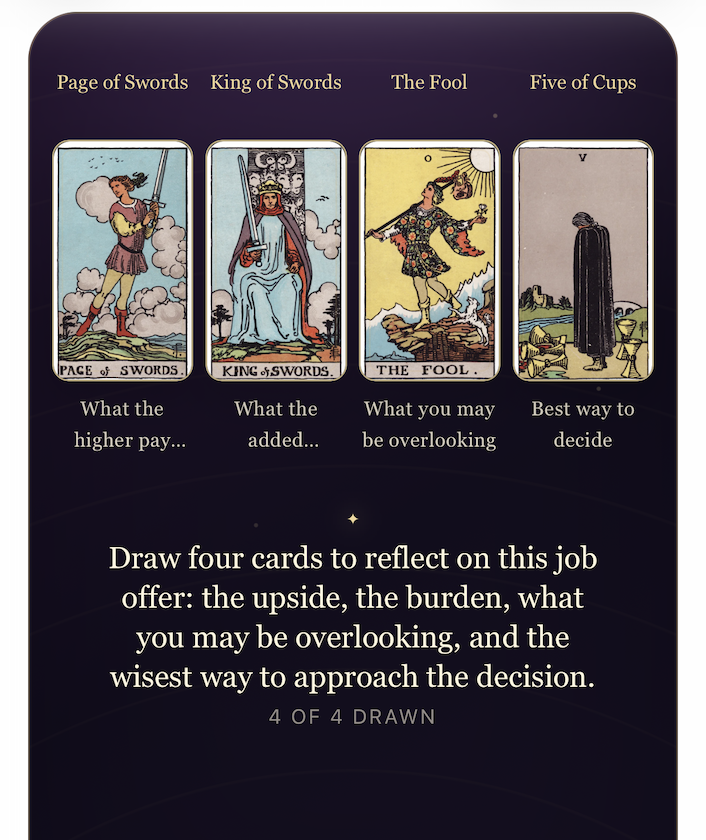 Page of Swords
King of Swords
The Fool
Five of Cups
PAGE of SWORDS.
KING of SWORDS.
0
THE FOOL.
V
What the
higher pay...
What the
added...
What you may
be overlooking
Best way to
decide
Draw four cards to reflect on this job
offer: the upside, the burden, what
you may be overlooking, and the
wisest way to approach the decision.
4 OF 4 DRAWN